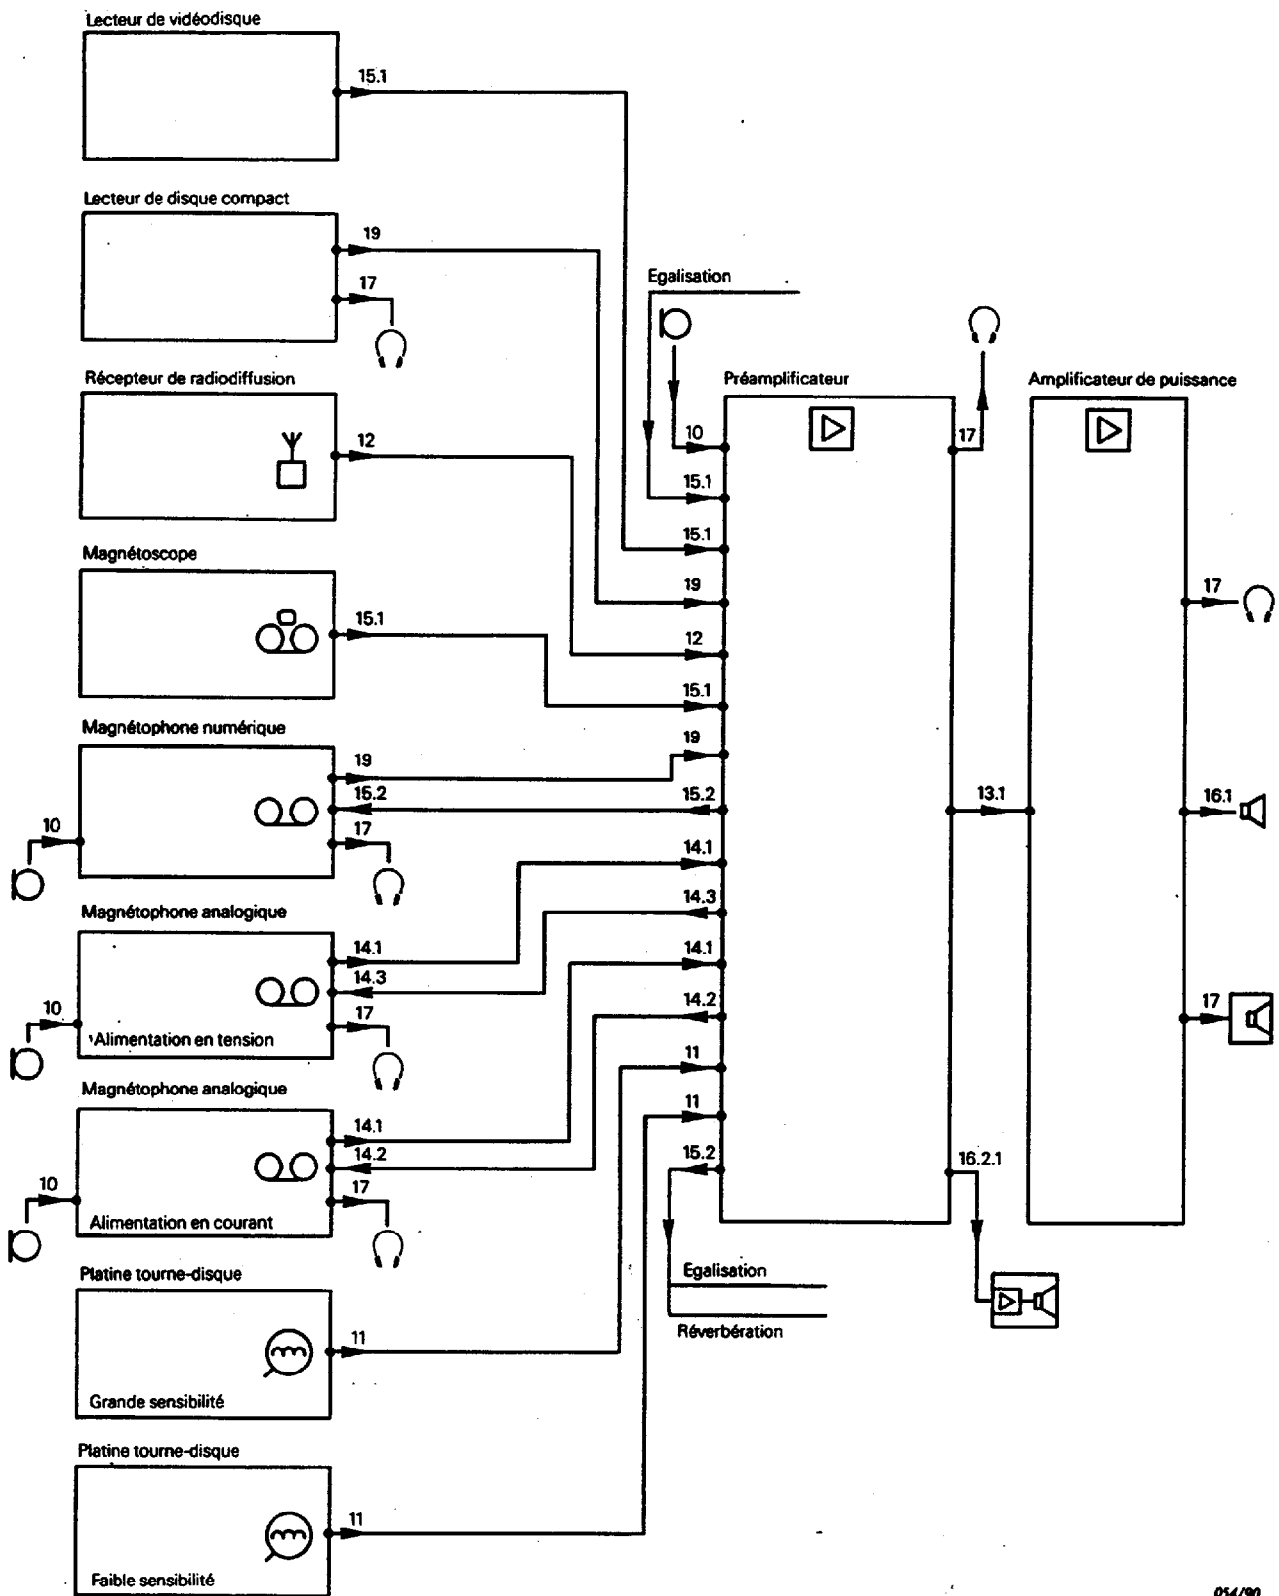 Lecteur de vidéodisque
15.1
Lecteur de disque compact
19
17
Egalisation
Récepteur de radiodiffusion
12
Préamplificateur
Amplificateur de puissance
10
17
15.1
15.1
Magnétoscope
15.1
19
17
12
15.1
Magnétophone numérique
19
19
15.2
15.2
13.1
16.1
10
17
14.1
Magnétophone analogique
14.3
14.1
14.1
14.3
14.2
17
10
17
Alimentation en tension
11
Magnétophone analogique
11
14.1
14.2
15.2
16.2.1
10
17
Alimentation en courant
Platine tourne-disque
Egalisation
Réverbération
11
Grande sensibilité
Platine tourne-disque
11
Faible sensibilité
054/90